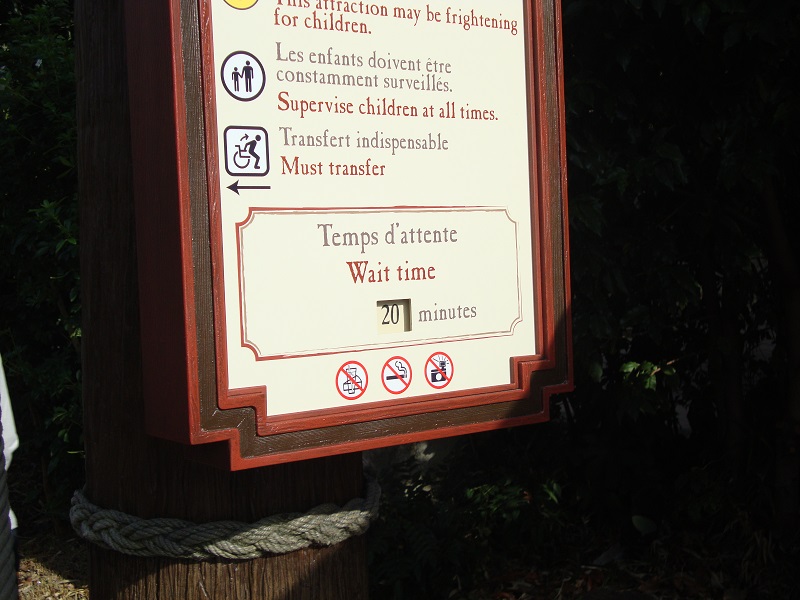 This attraction may be frightening
for children.
Les enfants doivent être
constamment surveillés.
Supervise children at all times.
Transfert indispensable
Must transfer
Temps d'attente
Wait time
20 minutes